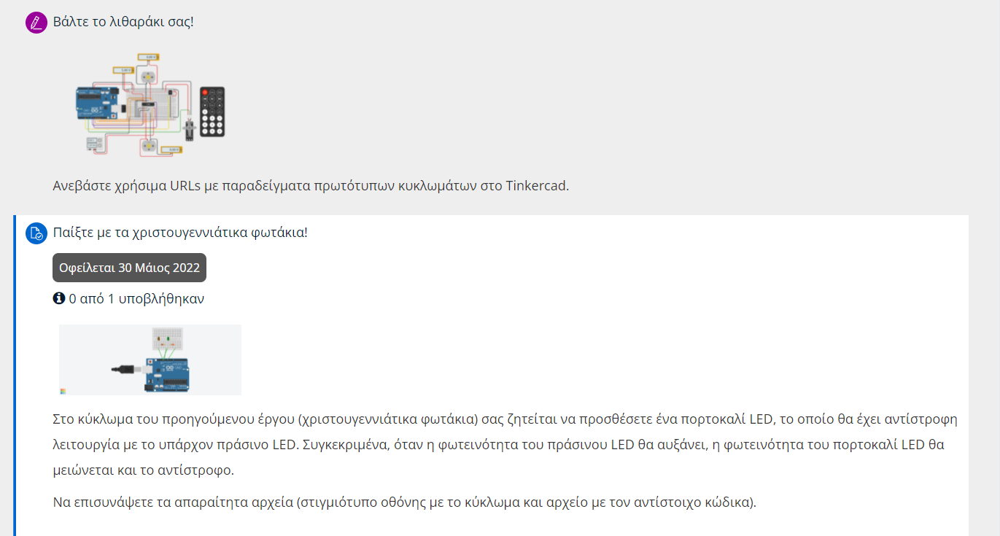 Βάλτε το λιθαράκι σας!
Ανεβάστε χρήσιμα URLs με παραδείγματα πρωτότυπων κυκλωμάτων στο Tinkercad.
Παίξτε με τα χριστουγεννιάτικα φωτάκια!
Οφείλεται 30 Μάιος 2022
0 από 1 υποβλήθηκαν
Στο κύκλωμα του προηγούμενου έργου (χριστουγεννιάτικα φωτάκια) σας ζητείται να προσθέσετε ένα πορτοκαλί LED, το οποίο θα έχει αντίστροφη
λειτουργία με το υπάρχον πράσινο LED. Συγκεκριμένα, όταν η φωτεινότητα του πράσινου LED θα αυξάνει, η φωτεινότητα του πορτοκαλί LED θα
μειώνεται και το αντίστροφο.
Να επισυνάψετε τα απαραίτητα αρχεία (στιγμιότυπο οθόνης με το κύκλωμα και αρχείο με τον αντίστοιχο κώδικα).